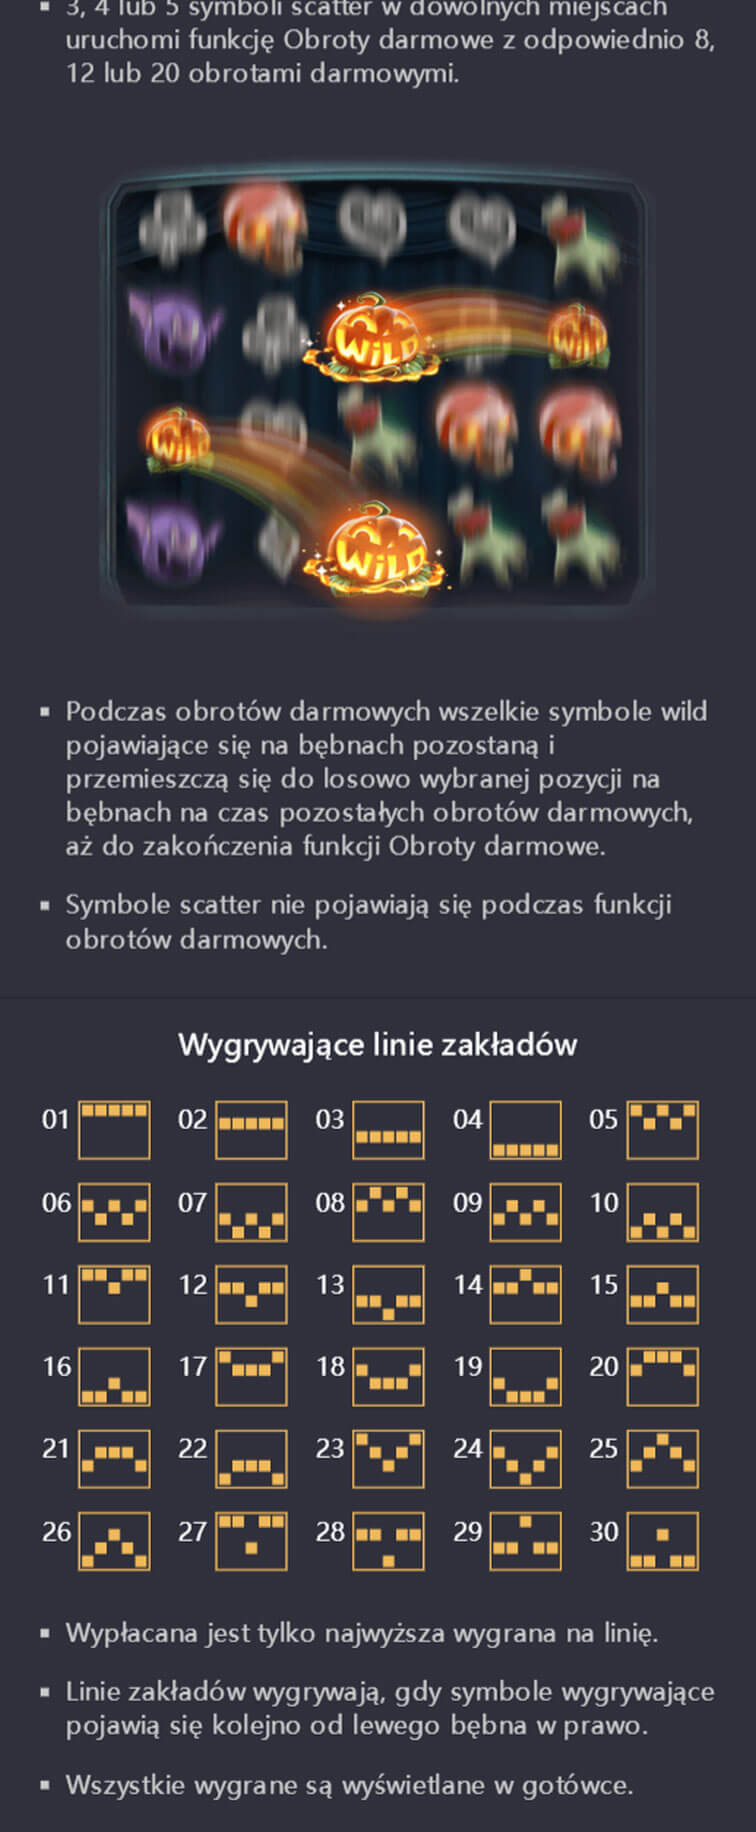 3, 4 lub 5 symboli scatter w dowolnych miejscach
uruchomi funkcję Obroty darmowe z odpowiednio 8,
12 lub 20 obrotami darmowymi.
WILD
WILD
WILD
WILD
Podczas obrotów darmowych wszelkie symbole wild
pojawiające się na bębnach pozostaną i
przemieszczą się do losowo wybranej pozycji na
bębnach na czas pozostałych obrotów darmowych,
aż do zakończenia funkcji Obroty darmowe.
Symbole scatter nie pojawiają się podczas funkcji
obrotów darmowych.
Wygrywające linie zakładów
01 02 03 04 05
06 07 08 09 10
11 12 13 14 15
16 17 18 19 20
21 22 23 24 25
26 27 28 29 30
Wypłacana jest tylko najwyższa wygrana na linię.
Linie zakładów wygrywają, gdy symbole wygrywające
pojawią się kolejno od lewego bębna w prawo.
Wszystkie wygrane są wyświetlane w gotówce.